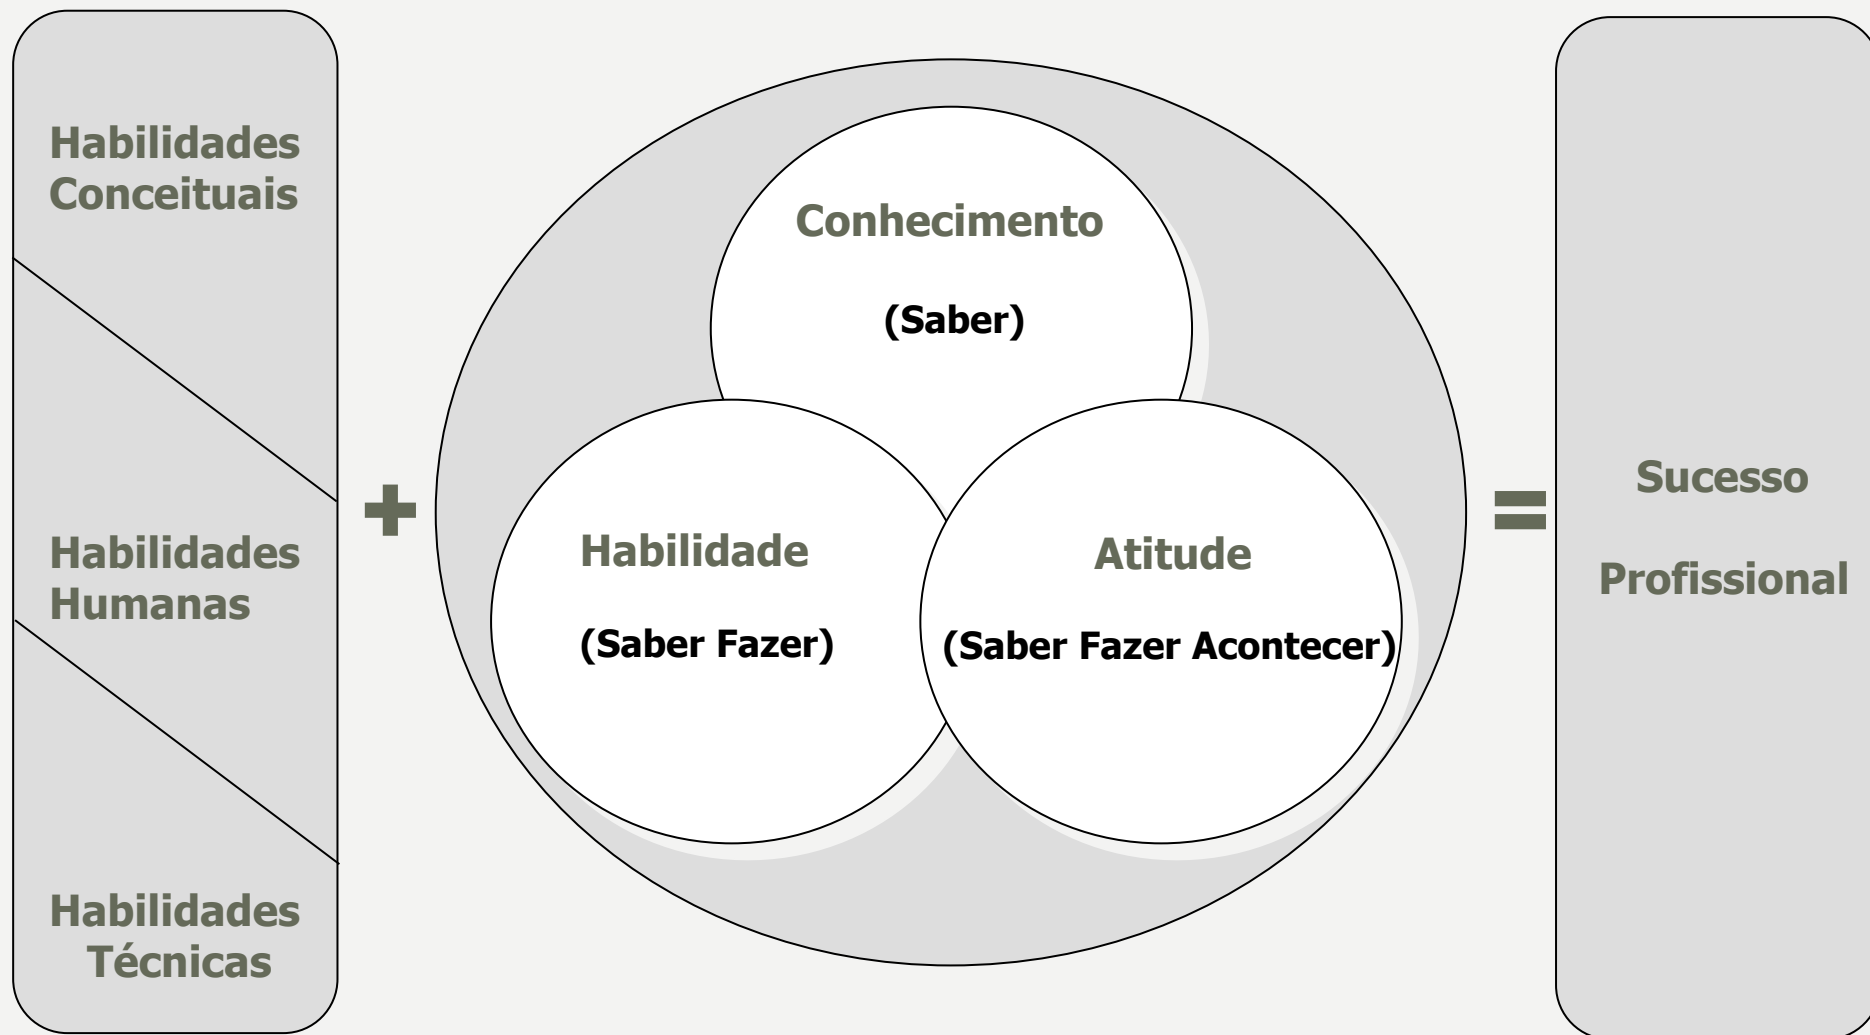 Habilidades
Conceituais
Habilidades
Humanas
Habilidades
Técnicas
+
Conhecimento
(Saber)
Habilidade
(Saber Fazer)
Atitude
(Saber Fazer Acontecer)
=
Sucesso
Profissional